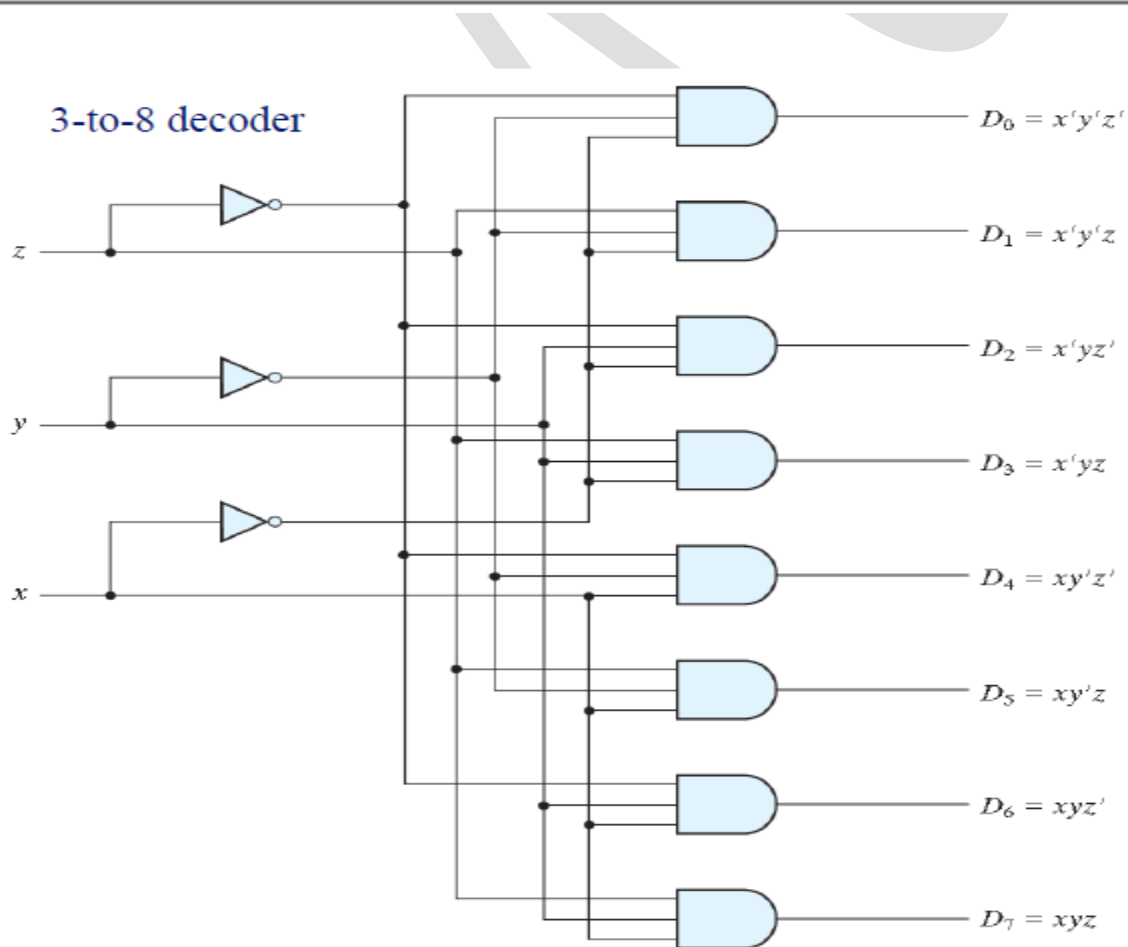 3-to-8 decoder
D₀ = x'y'z'
z
D₁ = x'y'z
D₂ = x'yz'
y
D₃ = x'yz
x
D₄ = xy'z'
D₅ = xy'z
D₆ = xyz'
D₇ = xyz